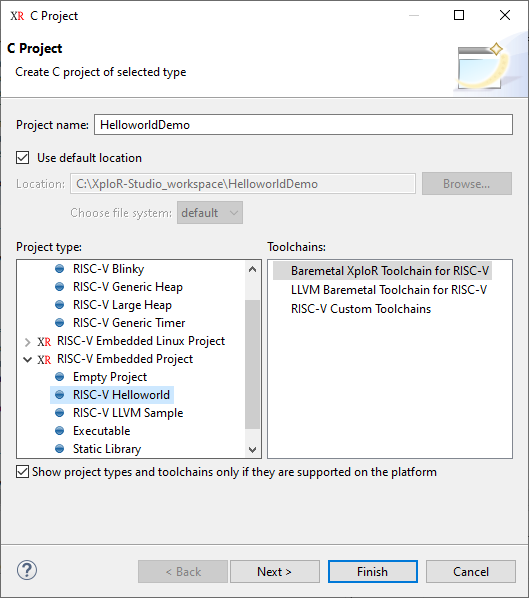 XR C Project
C Project
Create C project of selected type
Project name: HelloworldDemo
Use default location
Location: C:\XploR-Studio_workspace\HelloworldDemo Browse...
Choose file system: default
Project type: Toolchains:
RISC-V Blinky
RISC-V Generic Heap
RISC-V Large Heap
RISC-V Generic Timer
XR RISC-V Embedded Linux Project
XR RISC-V Embedded Project
Empty Project
RISC-V Helloworld
RISC-V LLVM Sample
Executable
Static Library
Baremetal XploR Toolchain for RISC-V
LLVM Baremetal Toolchain for RISC-V
RISC-V Custom Toolchains
Show project types and toolchains only if they are supported on the platform
? < Back Next > Finish Cancel